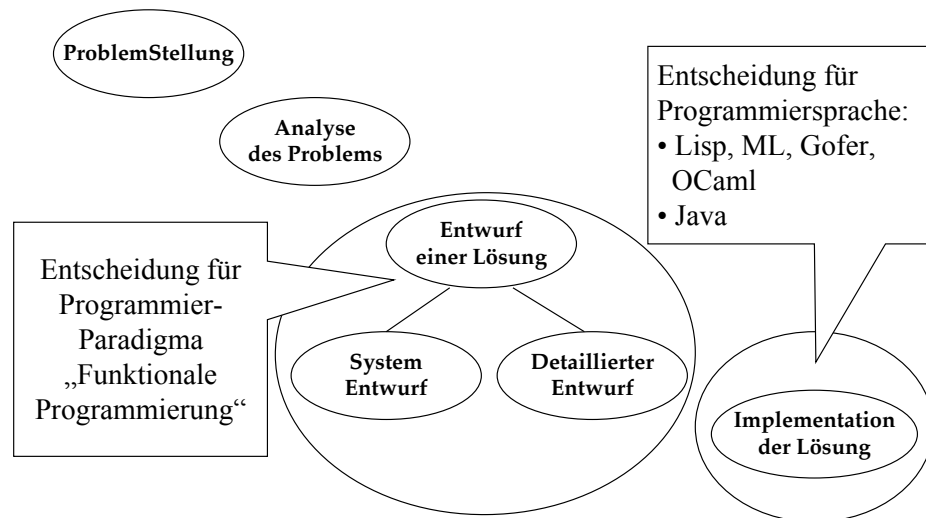 ProblemStellung
Analyse
des Problems
Entscheidung für
Programmiersprache:
• Lisp, ML, Gofer,
OCaml
• Java
Entwurf
einer Lösung
Entscheidung für
Programmier-
Paradigma
„Funktionale
Programmierung“
System
Entwurf
Detaillierter
Entwurf
Implementation
der Lösung